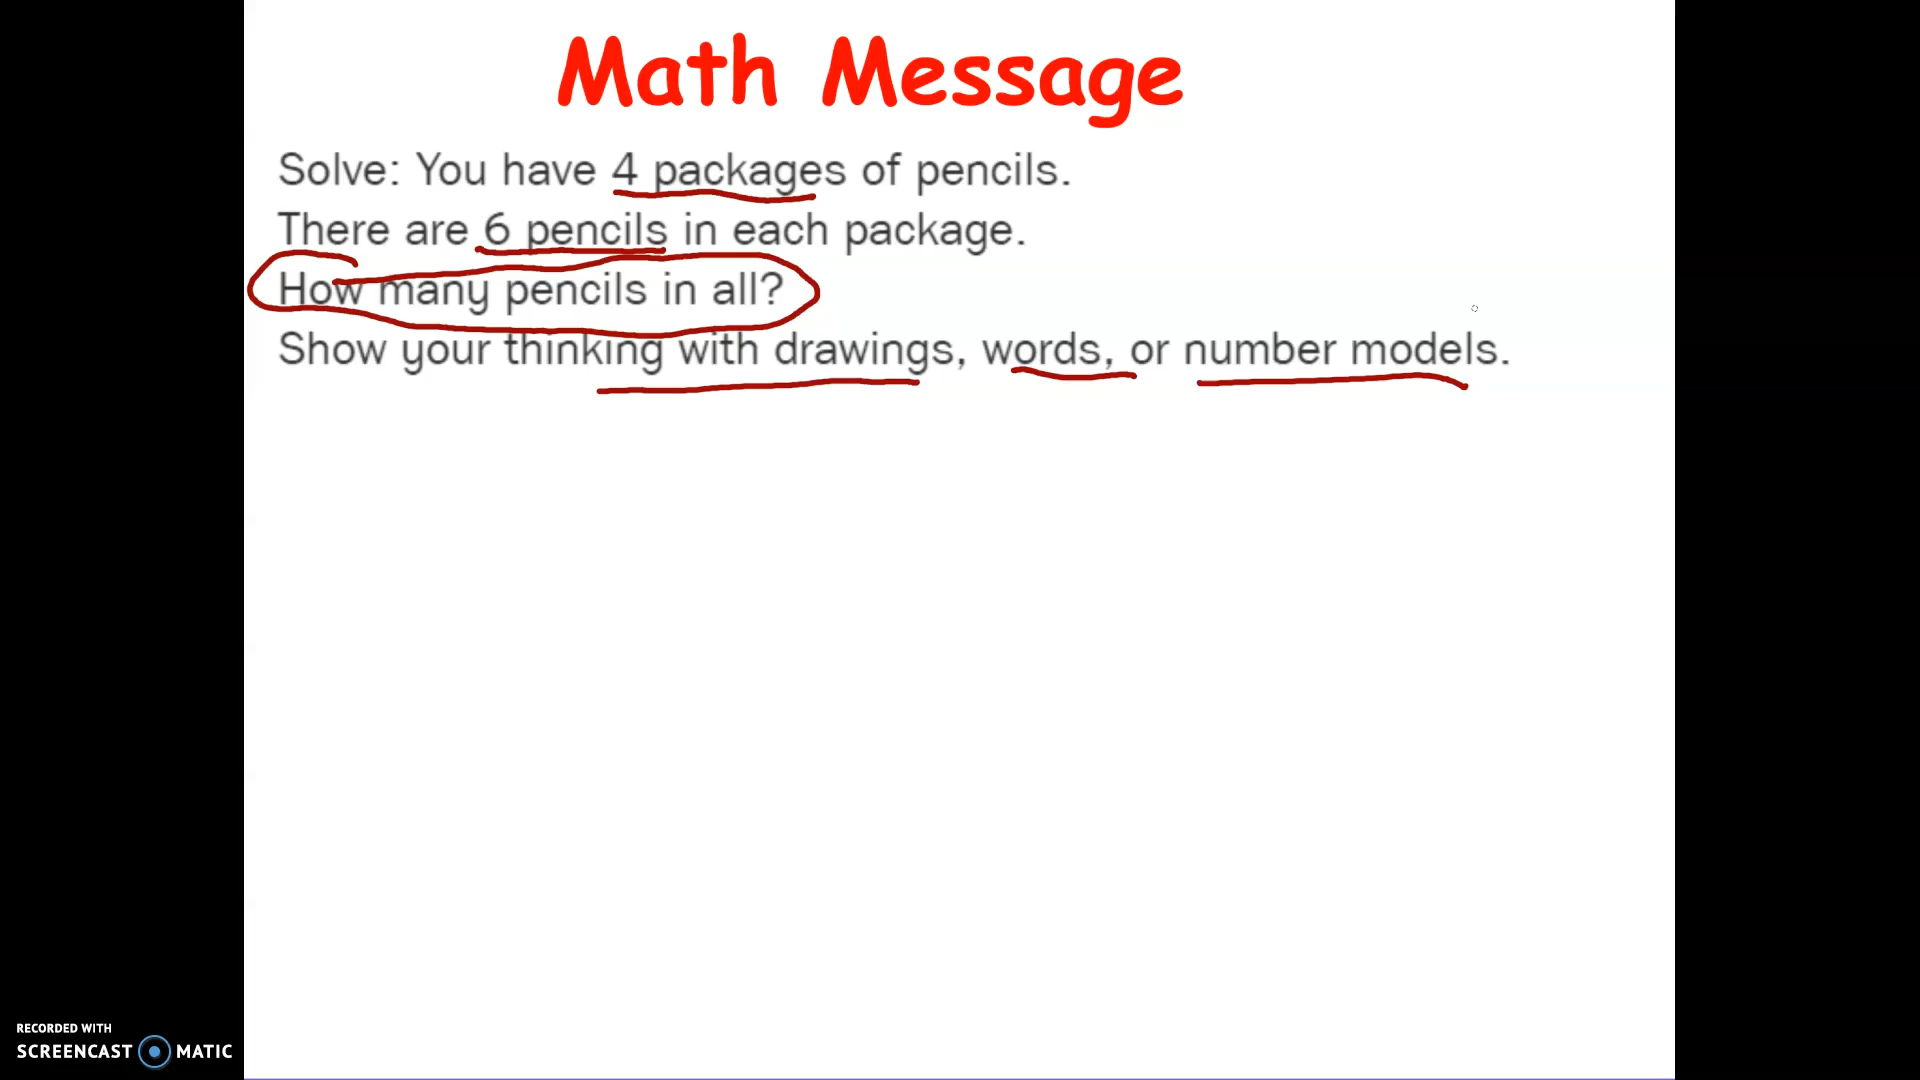 Math Message
Solve: You have 4 packages of pencils.
There are 6 pencils in each package.
How many pencils in all?
Show your thinking with drawings, words, or number models.
RECORDED WITH
SCREENCAST MATIC